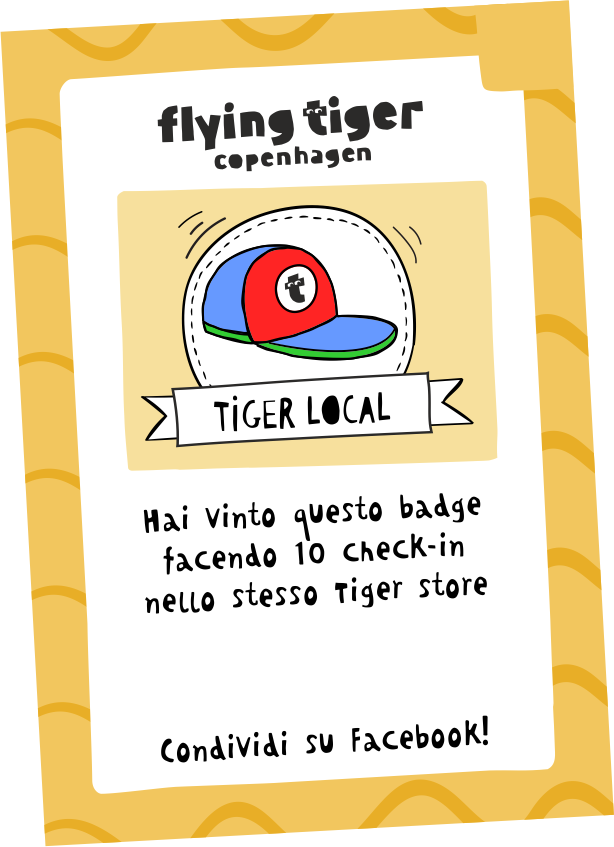 flying tiger
copenhagen
t
TiGER LOCAL
Hai vinto questo badge
facendo 10 check-in
nello stesso Tiger store
Condividi su Facebook!